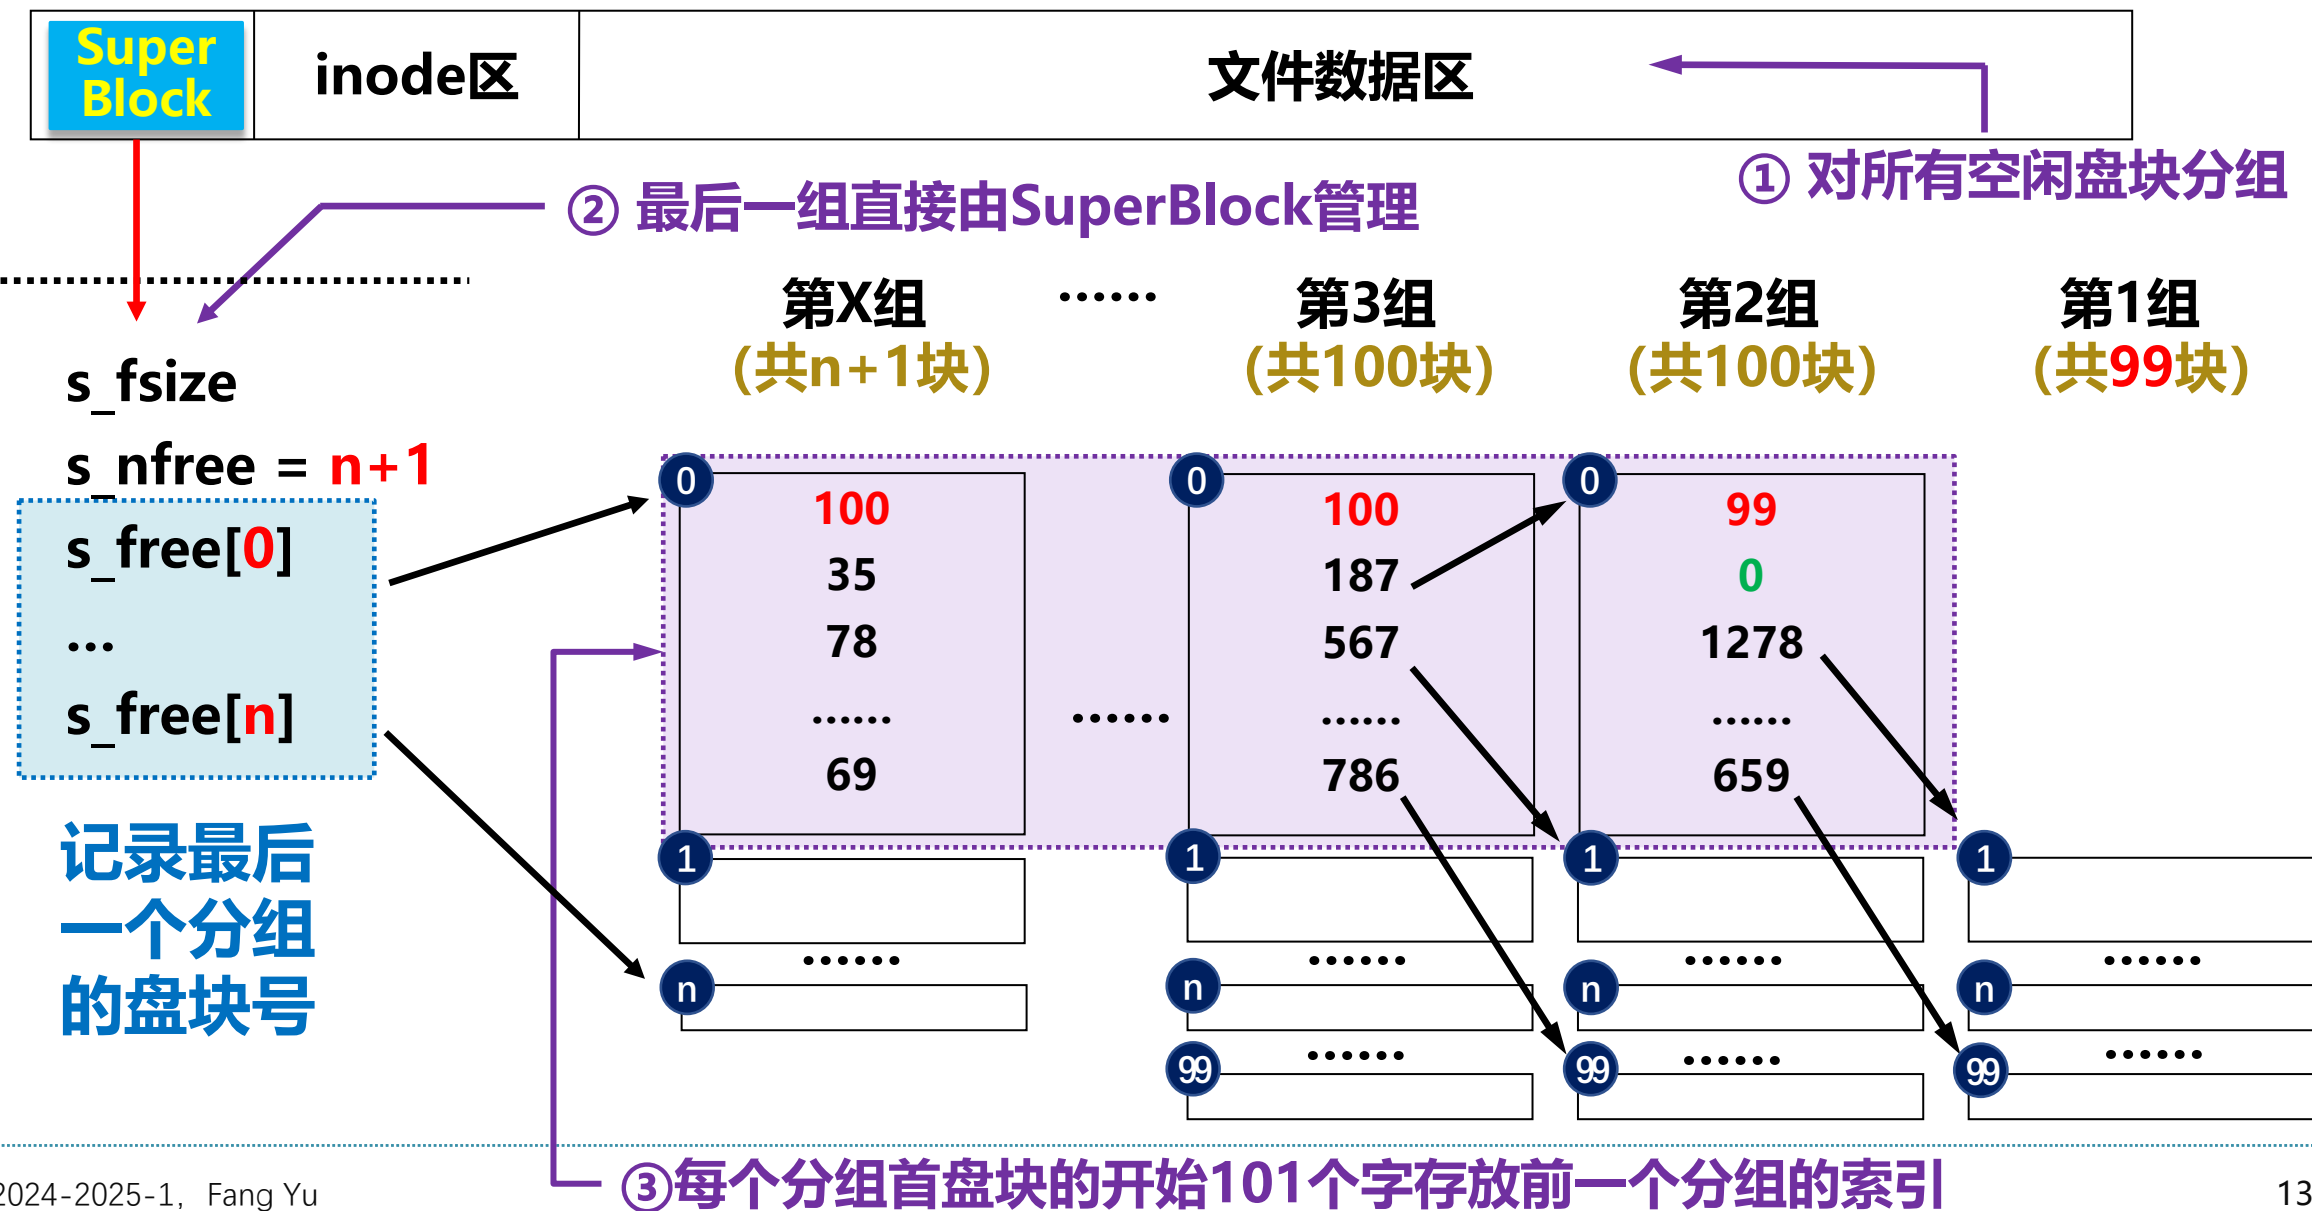 Super
Block
inode区
文件数据区
① 对所有空闲盘块分组
② 最后一组直接由SuperBlock管理
第X组
(共n+1块)
……
第3组
(共100块)
第2组
(共100块)
第1组
(共99块)
s_fsize
s_nfree = n+1
s_free[0]
...
s_free[n]
记录最后
一个分组
的盘块号
0
100
35
78
……
69
1
……
n
……
0
100
187
567
……
786
1
……
n
……
99
0
99
0
1278
……
659
1
……
n
……
99
1
……
n
……
99
③每个分组首盘块的开始101个字存放前一个分组的索引
2024-2025-1, Fang Yu
13